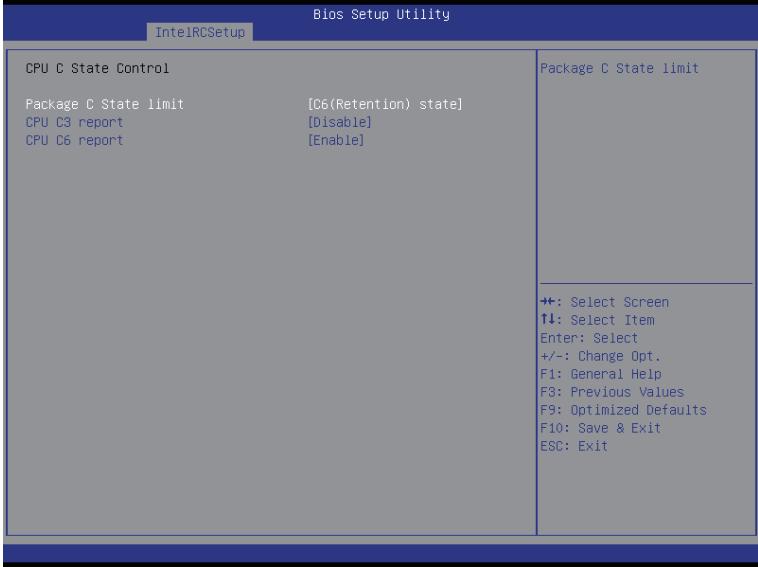 Bios Setup Utility
IntelRCSetup
CPU C State Control
Package C State limit [C6(Retention) state]
CPU C3 report [Disable]
CPU C6 report [Enable]
Package C State limit
→←: Select Screen
↑↓: Select Item
Enter: Select
+/-: Change Opt.
F1: General Help
F3: Previous Values
F9: Optimized Defaults
F10: Save & Exit
ESC: Exit